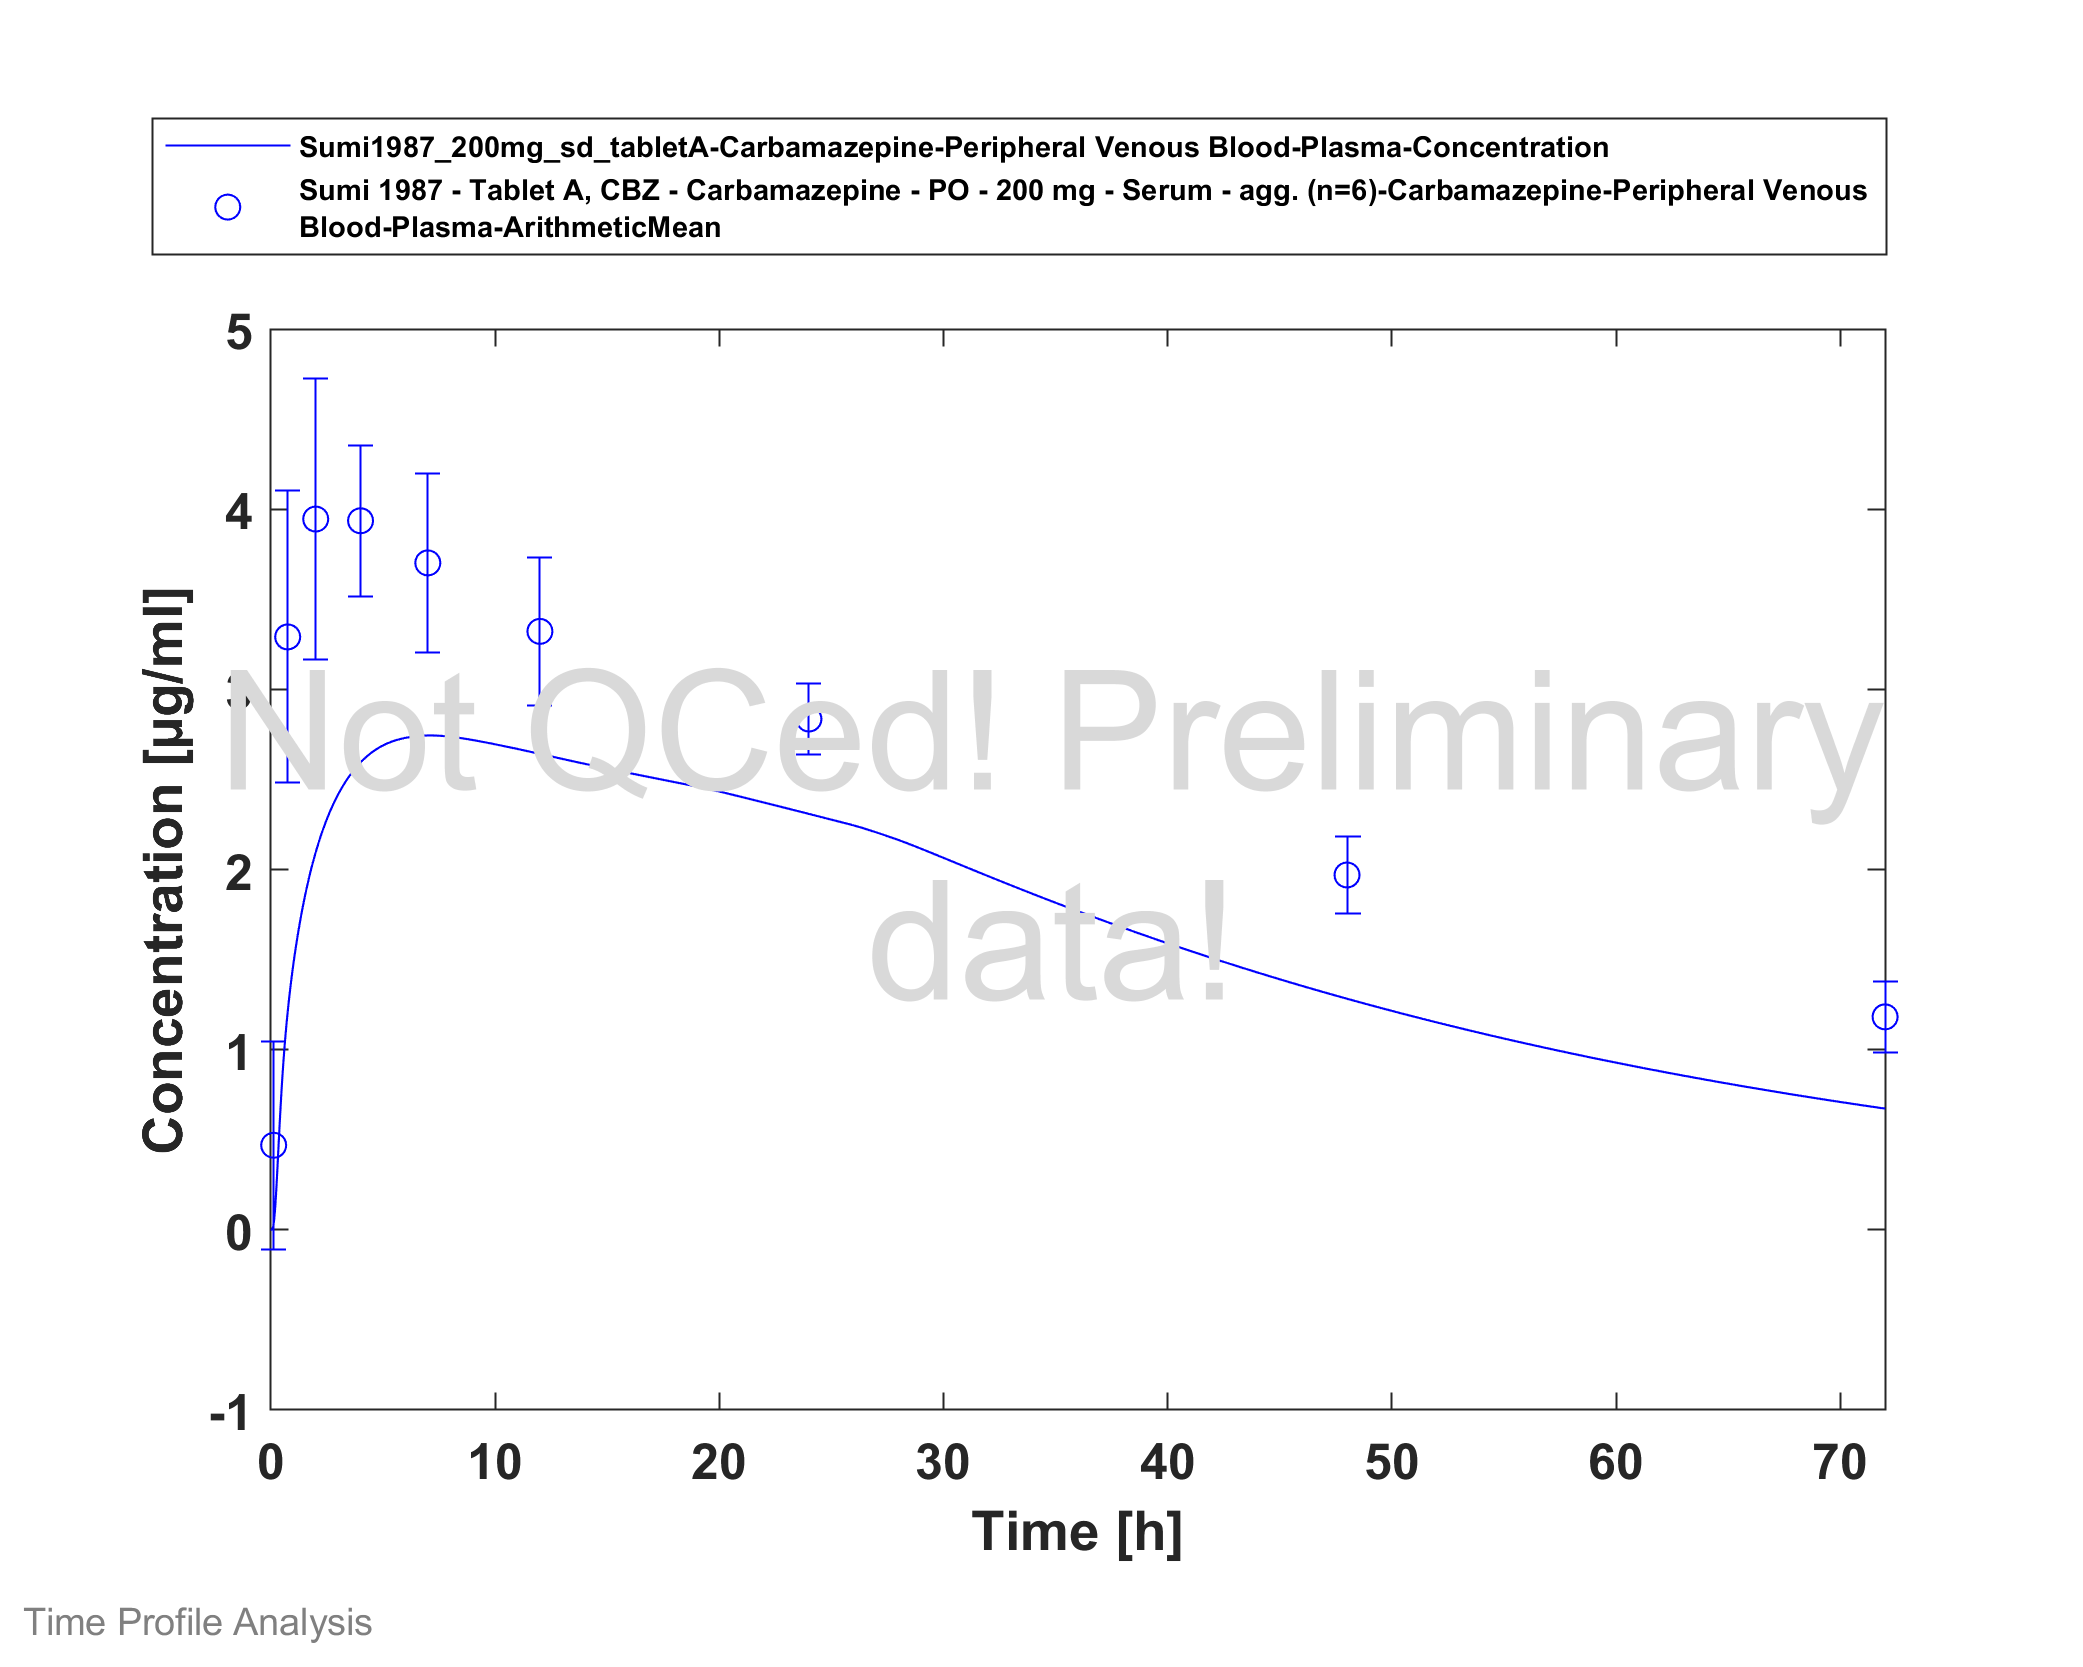 Sumi1987_200mg_sd_tabletA-Carbamazepine-Peripheral Venous Blood-Plasma-Concentration
Sumi 1987 - Tablet A, CBZ - Carbamazepine - PO - 200 mg - Serum - agg. (n=6)-Carbamazepine-Peripheral Venous
Blood-Plasma-ArithmeticMean
5
4
3
2
1
0
-1
Concentration [µg/ml]
Not QCed! Preliminary
data!
0 10 20 30 40 50 60 70
Time [h]
Time Profile Analysis